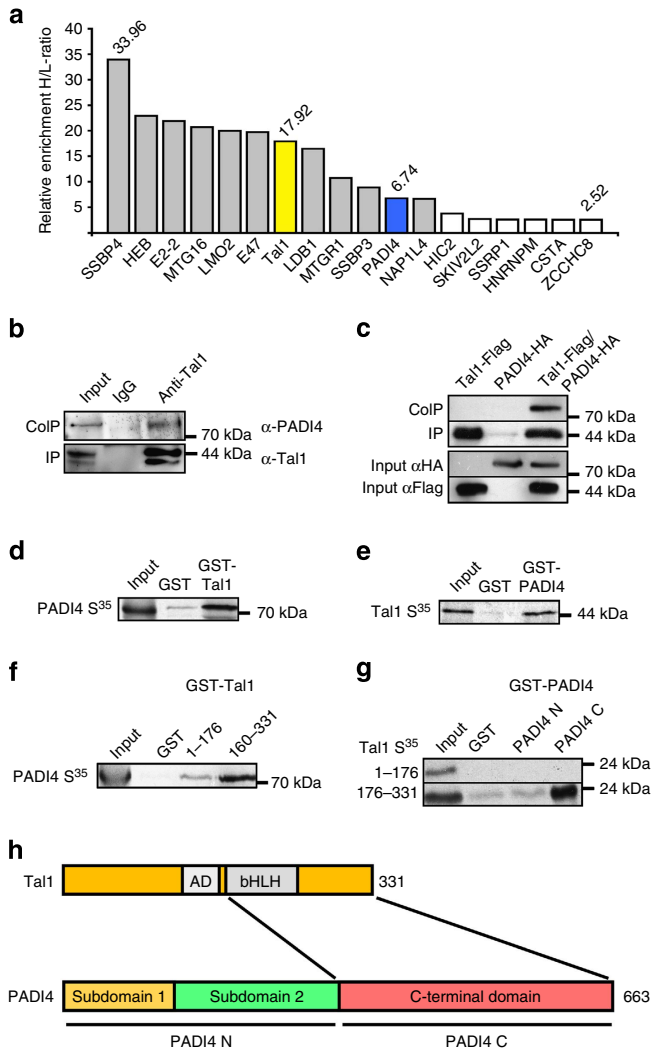 a
Relative enrichment H/L-ratio
40
35
30
25
20
15
10
5
33.96
17.92
6.74
2.52
SSBP4
HEB
E2-2
MTG16
LMO2
E47
Tal1
LDB1
MTGR1
SSBP3
PADI4
NAP1L4
HIC2
SKIV2L2
SSRP1
HNRNPM
CSTA
ZCCHC8
b
Input
IgG
Anti-Tal1
CoIP
70 kDa
α-PADI4
IP
44 kDa
α-Tal1
c
Tal1-Flag
PADI4-HA
Tal1-Flag/
PADI4-HA
CoIP
70 kDa
IP
44 kDa
Input αHA
70 kDa
Input αFlag
44 kDa
d
Input
GST
GST-
Tal1
PADI4 S35
70 kDa
e
Input
GST
GST-
PADI4
Tal1 S35
44 kDa
f
GST-Tal1
Input
GST
1–176
160–331
PADI4 S35
70 kDa
g
GST-PADI4
Input
GST
PADI4 N
PADI4 C
Tal1 S35
1–176
24 kDa
176–331
24 kDa
h
Tal1
AD
bHLH
331
PADI4
Subdomain 1
Subdomain 2
C-terminal domain
663
PADI4 N
PADI4 C